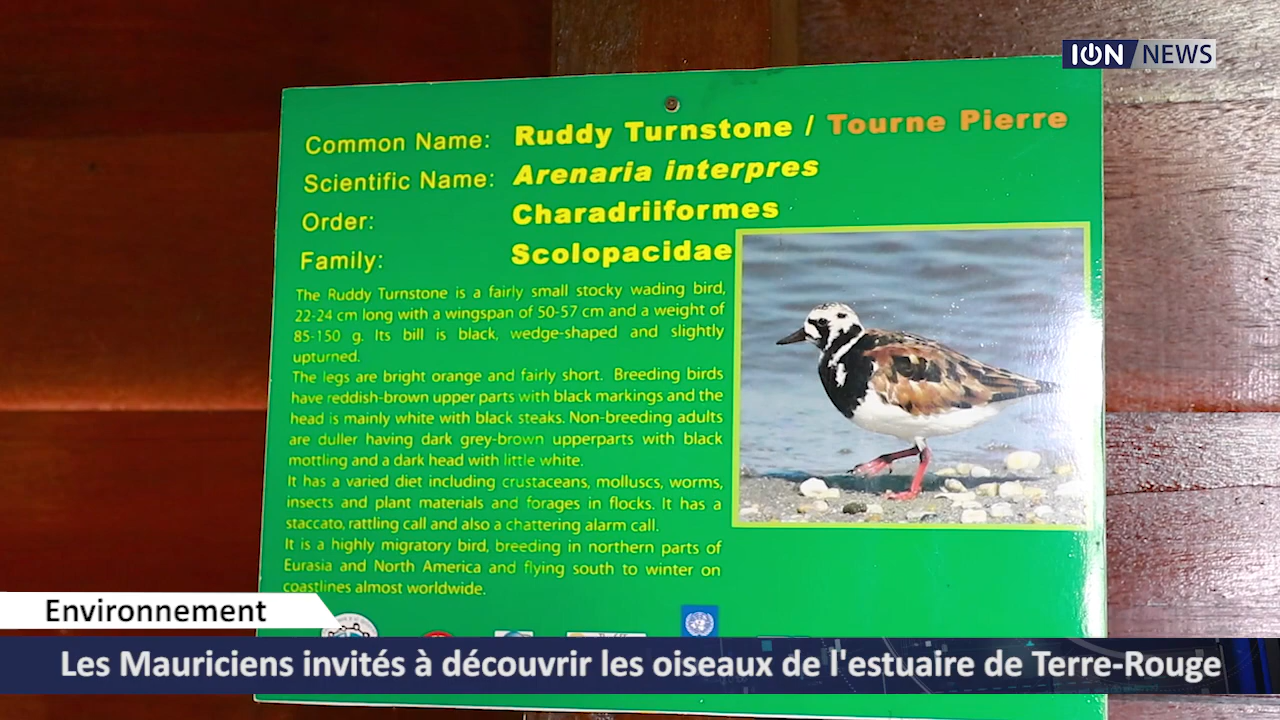 ION NEWS
Common Name: Ruddy Turnstone / Tourne Pierre
Scientific Name: Arenaria interpres
Order: Charadriiformes
Family: Scolopacidae
The Ruddy Turnstone is a fairly small stocky wading bird,
22-24 cm long with a wingspan of 50-57 cm and a weight of
85-150 g. Its bill is black, wedge-shaped and slightly
upturned.
The legs are bright orange and fairly short. Breeding birds
have reddish-brown upper parts with black markings and the
head is mainly white with black steaks. Non-breeding adults
are duller having dark grey-brown upperparts with black
mottling and a dark head with little white.
It has a varied diet including crustaceans, molluscs, worms,
insects and plant materials and forages in flocks. It has a
staccato, rattling call and also a chattering alarm call.
It is a highly migratory bird, breeding in northern parts of
Eurasia and North America and flying south to winter on
coastlines almost worldwide.
Environnement
Les Mauriciens invités à découvrir les oiseaux de l'estuaire de Terre-Rouge